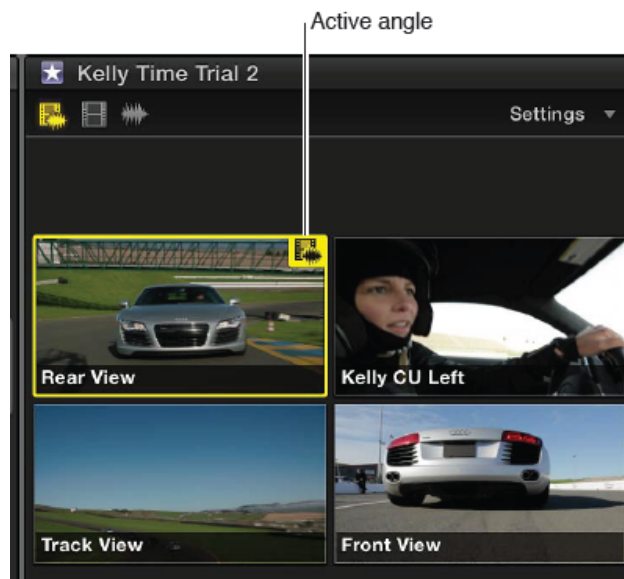 Active angle
Kelly Time Trial 2
Settings
Rear View
Kelly CU Left
Track View
Front View